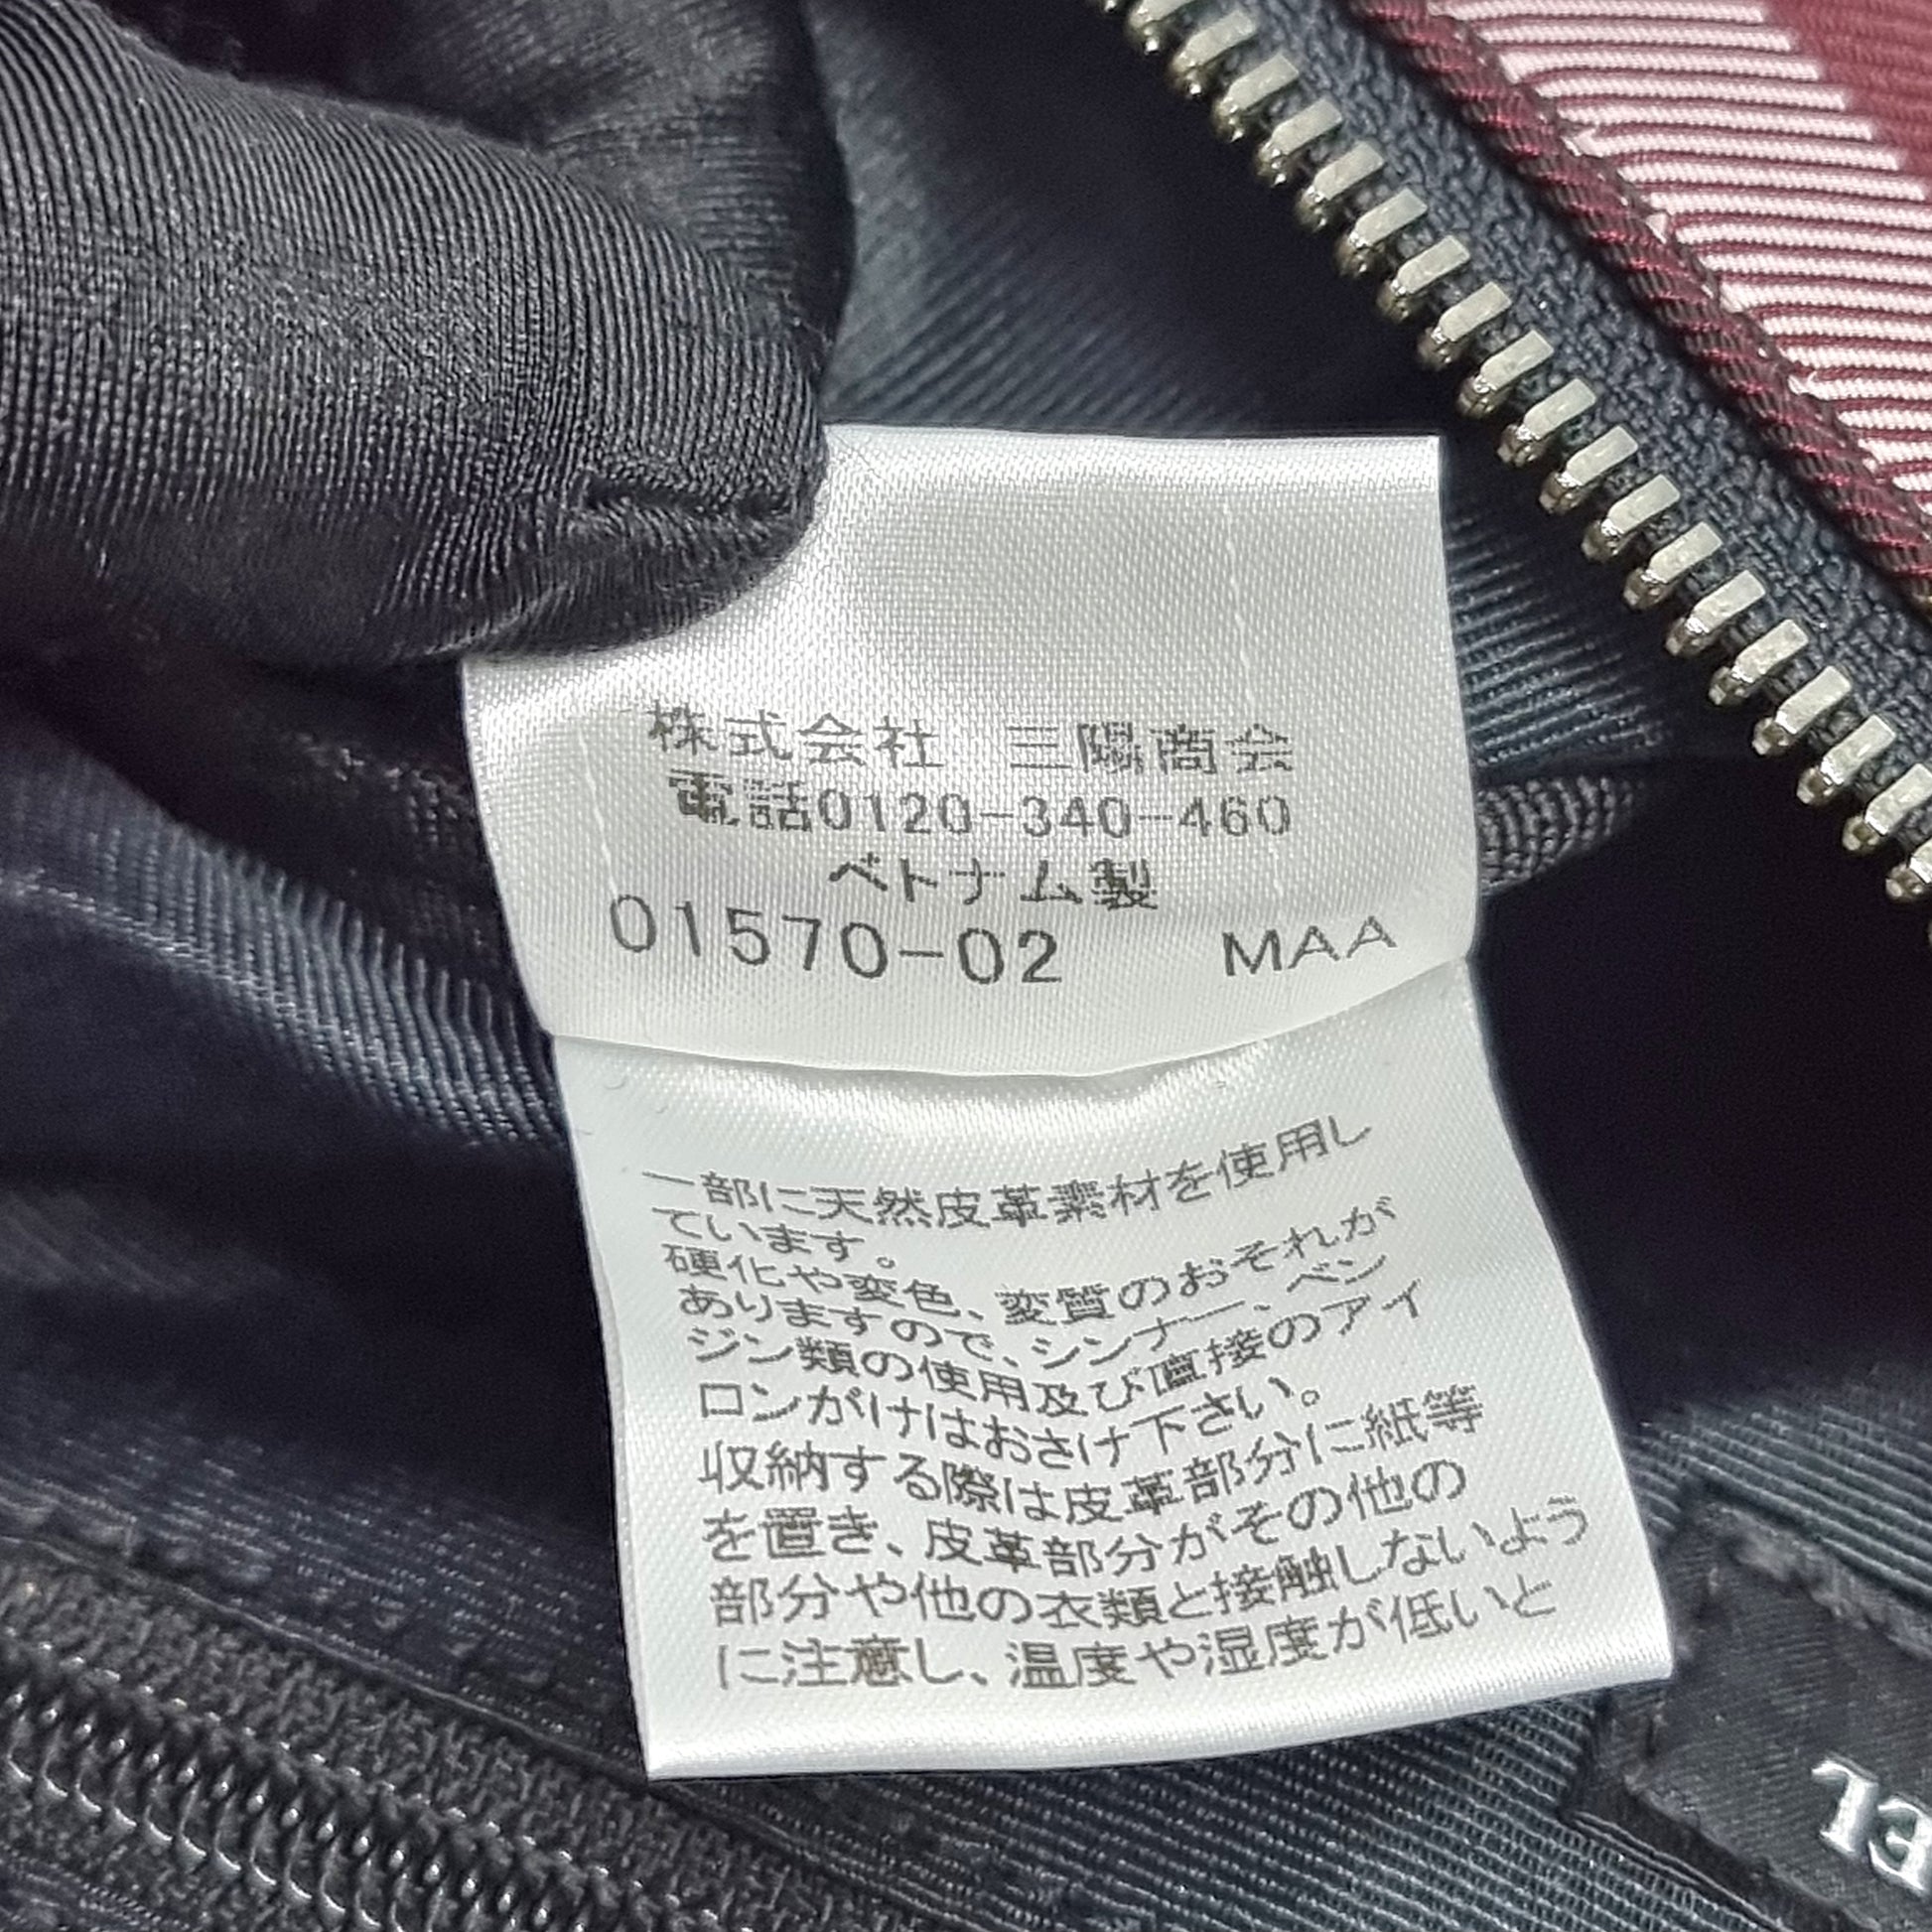 株式会社 三陽商会
電話0120-340-460
ベトナム製
01570-02 MAA
一部に天然皮革素材を使用し
ています。
硬化や変色、変質のおそれが
ありますので、シンナー、ベン
ジン類の使用及び直接のアイ
ロンがけはおさけ下さい。
収納する際は皮革部分に紙等
を置き、皮革部分がその他の
部分や他の衣類と接触しないよう
に注意し、温度や湿度が低いと